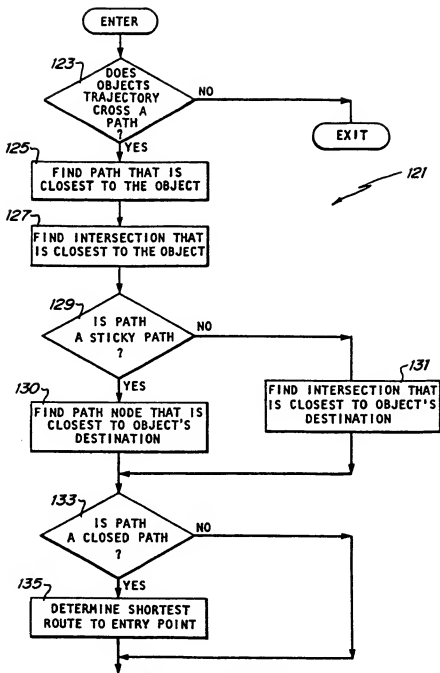 ENTER
123
DOES
OBJECTS
TRAJECTORY
CROSS A
PATH
?
NO
EXIT
YES
125
FIND PATH THAT IS
CLOSEST TO THE OBJECT
121
127
FIND INTERSECTION THAT
IS CLOSEST TO THE OBJECT
129
IS PATH
A STICKY PATH
?
NO
YES
131
FIND INTERSECTION THAT
IS CLOSEST TO OBJECT'S
DESTINATION
130
FIND PATH NODE THAT IS
CLOSEST TO OBJECT'S
DESTINATION
133
IS PATH
A CLOSED PATH
?
NO
YES
135
DETERMINE SHORTEST
ROUTE TO ENTRY POINT